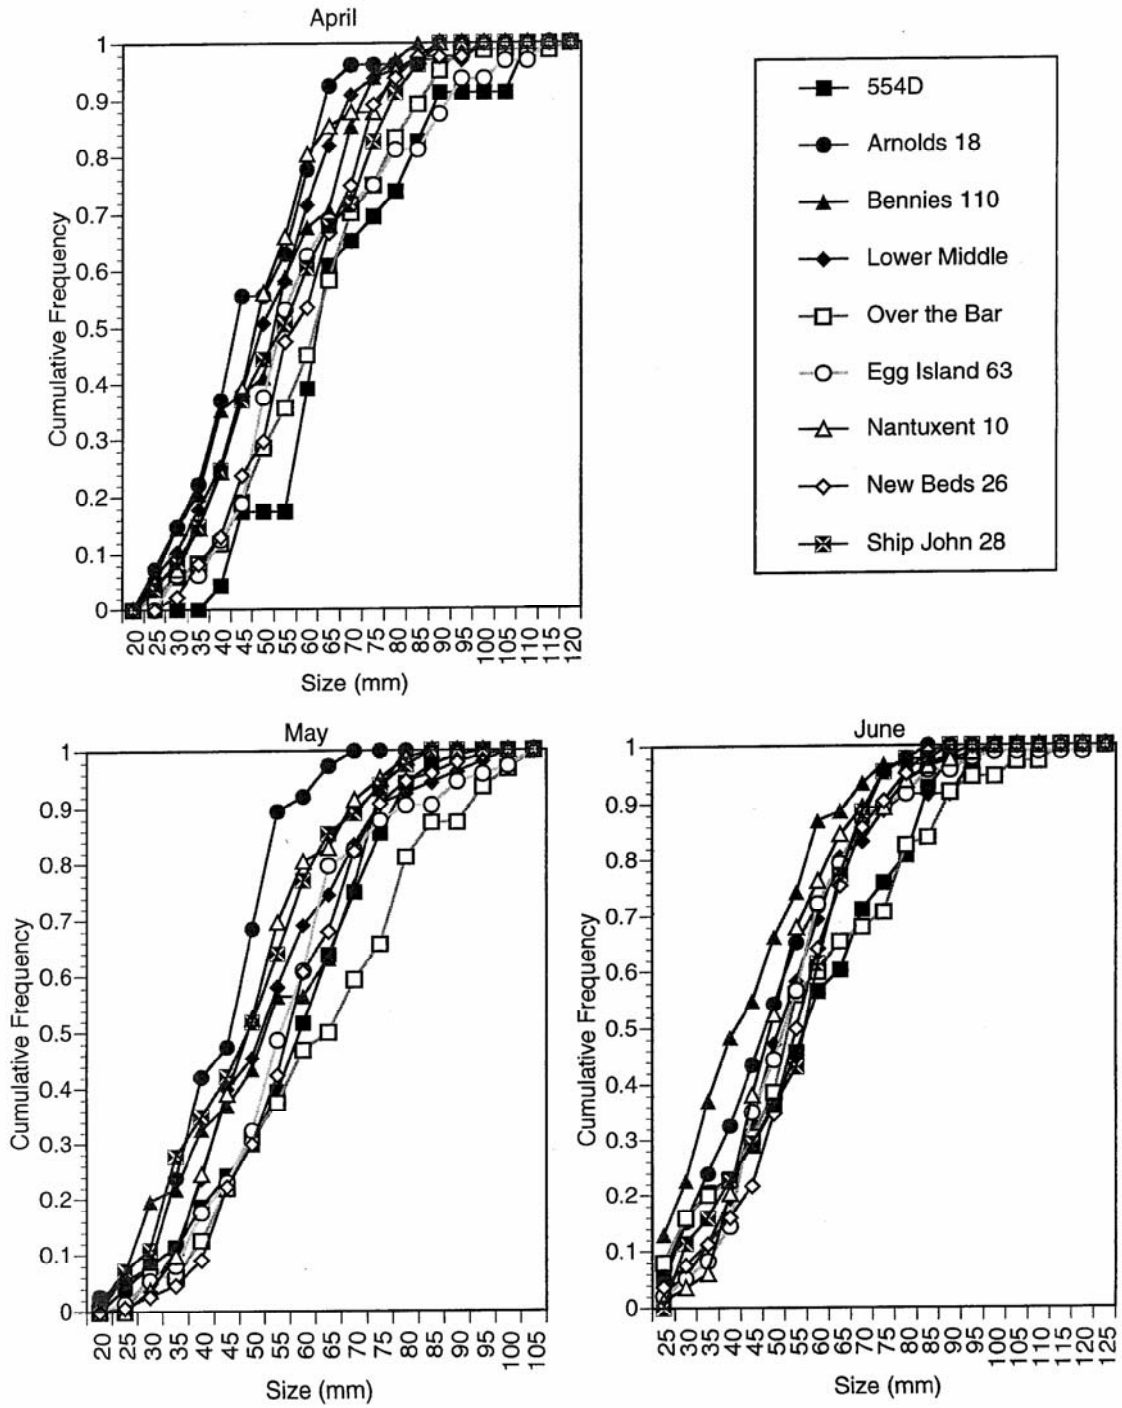 April
1
0.9
0.8
0.7
0.6
0.5
0.4
0.3
0.2
0.1
0
Cumulative Frequency
20 25 30 35 40 45 50 55 60 65 70 75 80 85 90 95 100 105 110 115 120
Size (mm)
554D
Arnolds 18
Bennies 110
Lower Middle
Over the Bar
Egg Island 63
Nantuxent 10
New Beds 26
Ship John 28
May
1
0.9
0.8
0.7
0.6
0.5
0.4
0.3
0.2
0.1
0
Cumulative Frequency
20 25 30 35 40 45 50 55 60 65 70 75 80 85 90 95 100 105
Size (mm)
June
1
0.9
0.8
0.7
0.6
0.5
0.4
0.3
0.2
0.1
0
Cumulative Frequency
25 30 35 40 45 50 55 60 65 70 75 80 85 90 95 100 105 110 115 120 125
Size (mm)